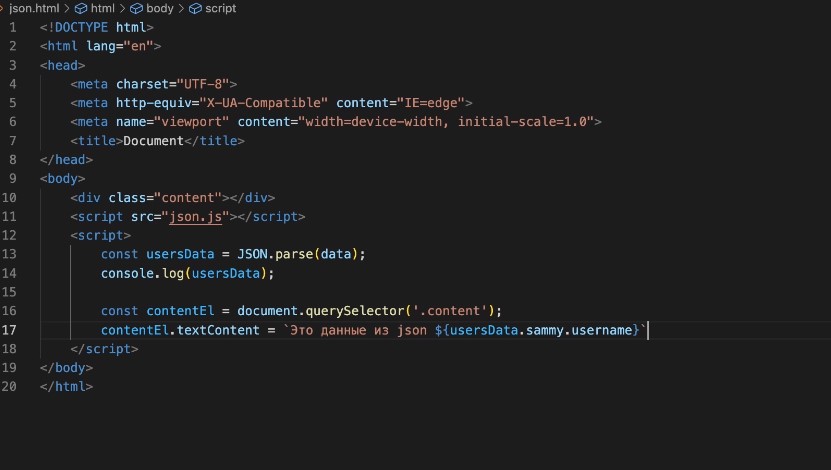 json.html > html > body > script
1 <!DOCTYPE html>
2 <html lang="en">
3 <head>
4 <meta charset="UTF-8">
5 <meta http-equiv="X-UA-Compatible" content="IE=edge">
6 <meta name="viewport" content="width=device-width, initial-scale=1.0">
7 <title>Document</title>
8 </head>
9 <body>
10 <div class="content"></div>
11 <script src="json.js"></script>
12 <script>
13 const usersData = JSON.parse(data);
14 console.log(usersData);
15
16 const contentEl = document.querySelector('.content');
17 contentEl.textContent = `Это данные из json ${usersData.sammy.username}`
18 </script>
19 </body>
20 </html>